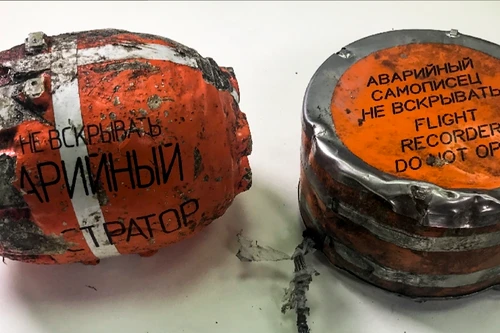 НЕ ВСКРЫВАТЬ
АРИЙНЫЙ
ТРАТОР
АВАРИЙНЫЙ
САМОПИСЕЦ
НЕ ВСКРЫВАТЬ
FLIGHT
RECORDER
DO NOT OP